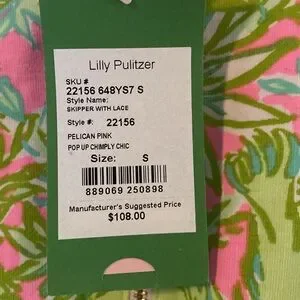 Lilly Pulitzer
SKU #
22156 648YS7 S
Style Name:
SKIPPER WITH LACE
Style #: 22156
PELICAN PINK
POP UP CHIMPLY CHIC
Size: S
889069 250898
Manufacturer's Suggested Price
$108.00